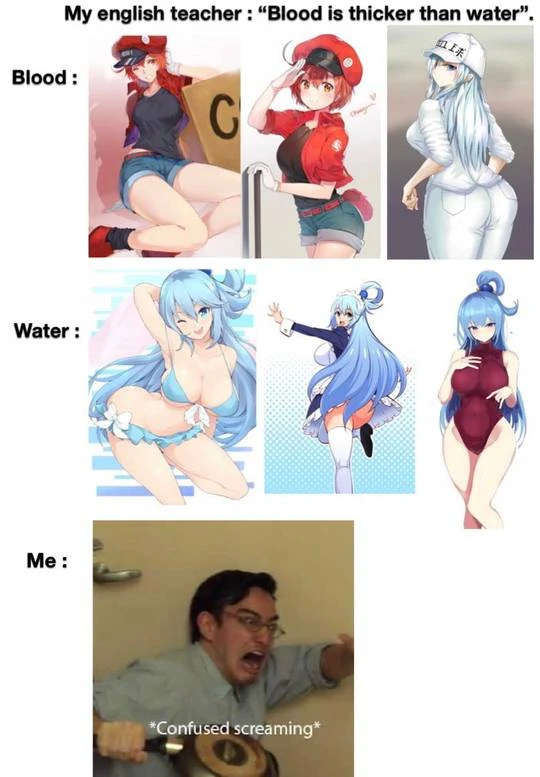 My english teacher : “Blood is thicker than water”.
Blood :
C
Water :
Me :
*Confused screaming*